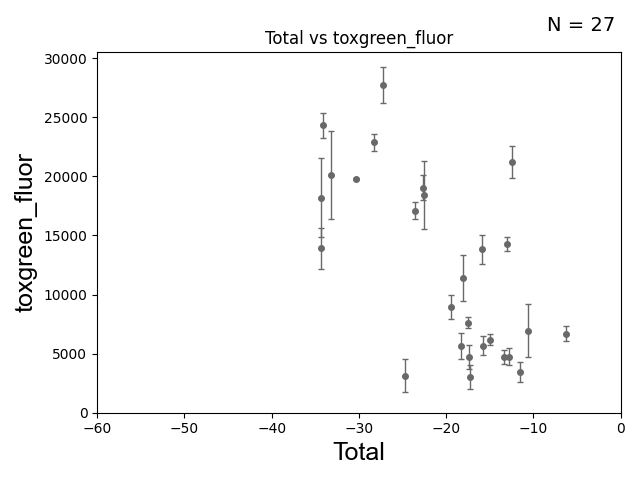 N = 27
Total vs toxgreen_fluor
30000
25000
20000
15000
10000
5000
0
toxgreen_fluor
−60 −50 −40 −30 −20 −10 0
Total